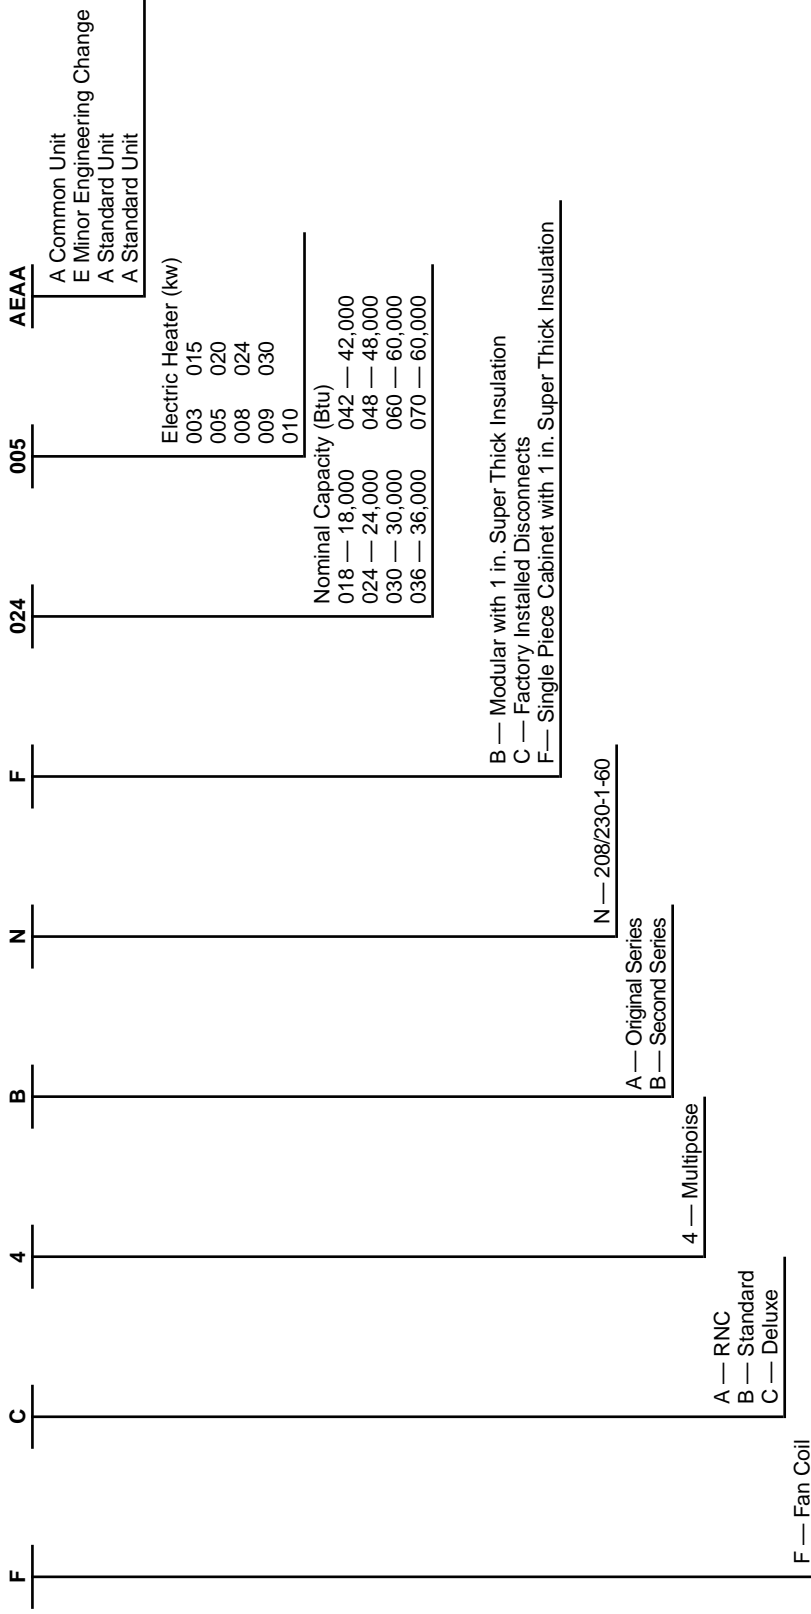 F C 4 B N F 024 005 AEAA
A Common Unit
E Minor Engineering Change
A Standard Unit
A Standard Unit
Electric Heater (kw)
003 015
005 020
008 024
009 030
010
Nominal Capacity (Btu)
018 — 18,000 042 — 42,000
024 — 24,000 048 — 48,000
030 — 30,000 060 — 60,000
036 — 36,000 070 — 60,000
B — Modular with 1 in. Super Thick Insulation
C — Factory Installed Disconnects
F— Single Piece Cabinet with 1 in. Super Thick Insulation
N — 208/230-1-60
A — Original Series
B — Second Series
4 — Multipoise
A — RNC
B — Standard
C — Deluxe
F — Fan Coil